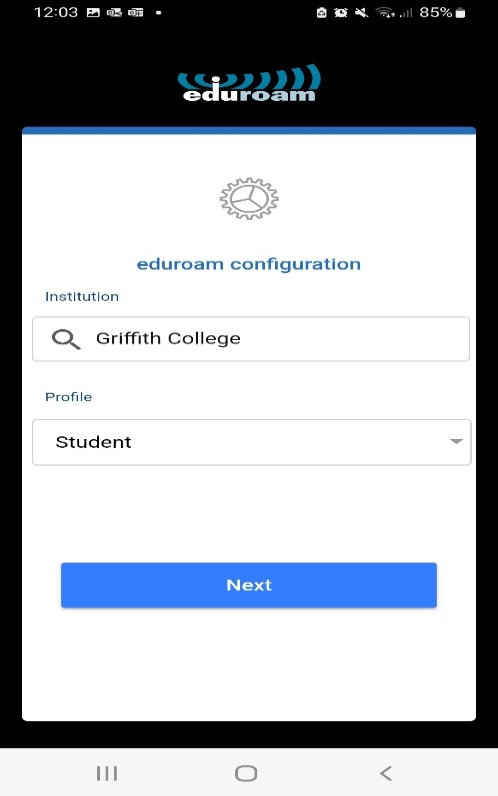 12:03
85%
eduroam
eduroam configuration
Institution
Griffith College
Profile
Student
Next